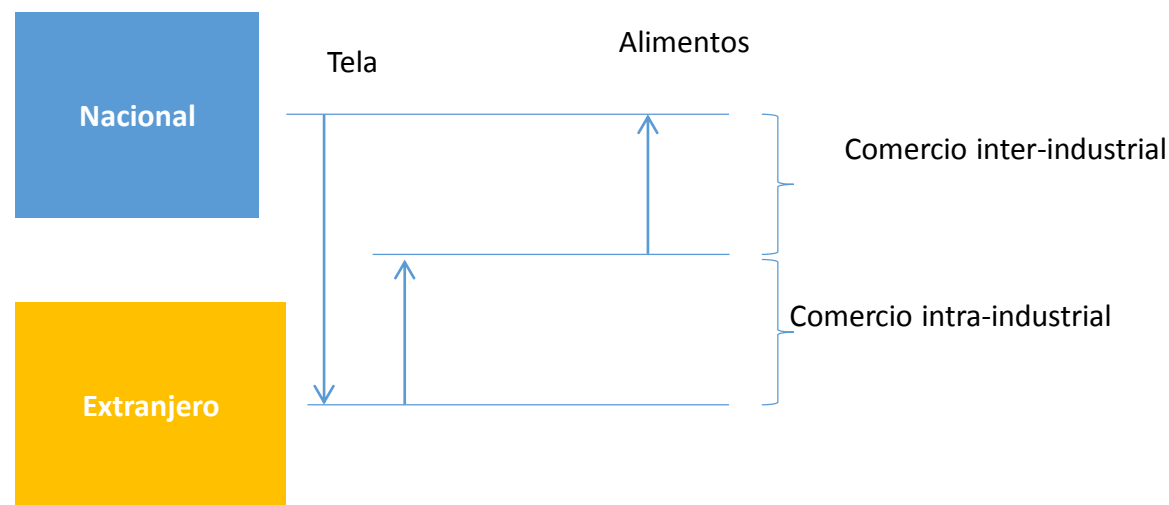 Nacional
Tela
Alimentos
Comercio inter-industrial
Comercio intra-industrial
Extranjero